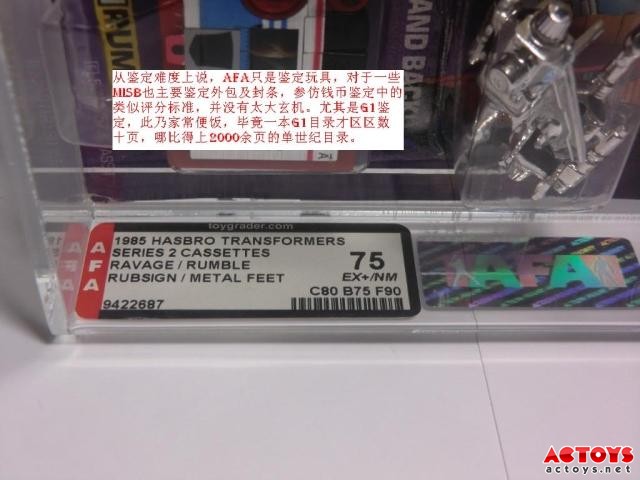 AUM
AND BACK
从鉴定难度上说，AFA只是鉴定玩具，对于一些
MISB也主要鉴定外包及封条，参仿钱币鉴定中的
类似评分标准，并没有太大玄机。尤其是G1鉴
定，此乃家常便饭，毕竟一本G1目录才区区数
十页，哪比得上2000余页的单世纪目录。
toygrader.com
AFA
1985 HASBRO TRANSFORMERS
SERIES 2 CASSETTES
RAVAGE / RUMBLE
RUBSIGN / METAL FEET
9422687
75
EX+/NM
C80 B75 F90
AFA
ACTOYS
actoys.net